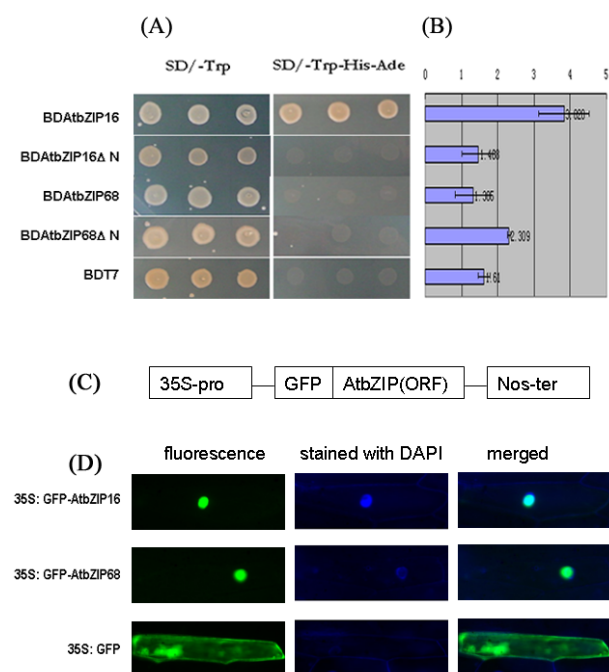 (A)
(B)
SD/-Trp
SD/-Trp-His-Ade
0 1 2 3 4 5
BDAtbZIP16
BDAtbZIP16Δ N
BDAtbZIP68
BDAtbZIP68Δ N
BDT7
2.309
1.61
(C)
35S-pro
GFP
AtbZIP(ORF)
Nos-ter
(D)
fluorescence
stained with DAPI
merged
35S: GFP-AtbZIP16
35S: GFP-AtbZIP68
35S: GFP